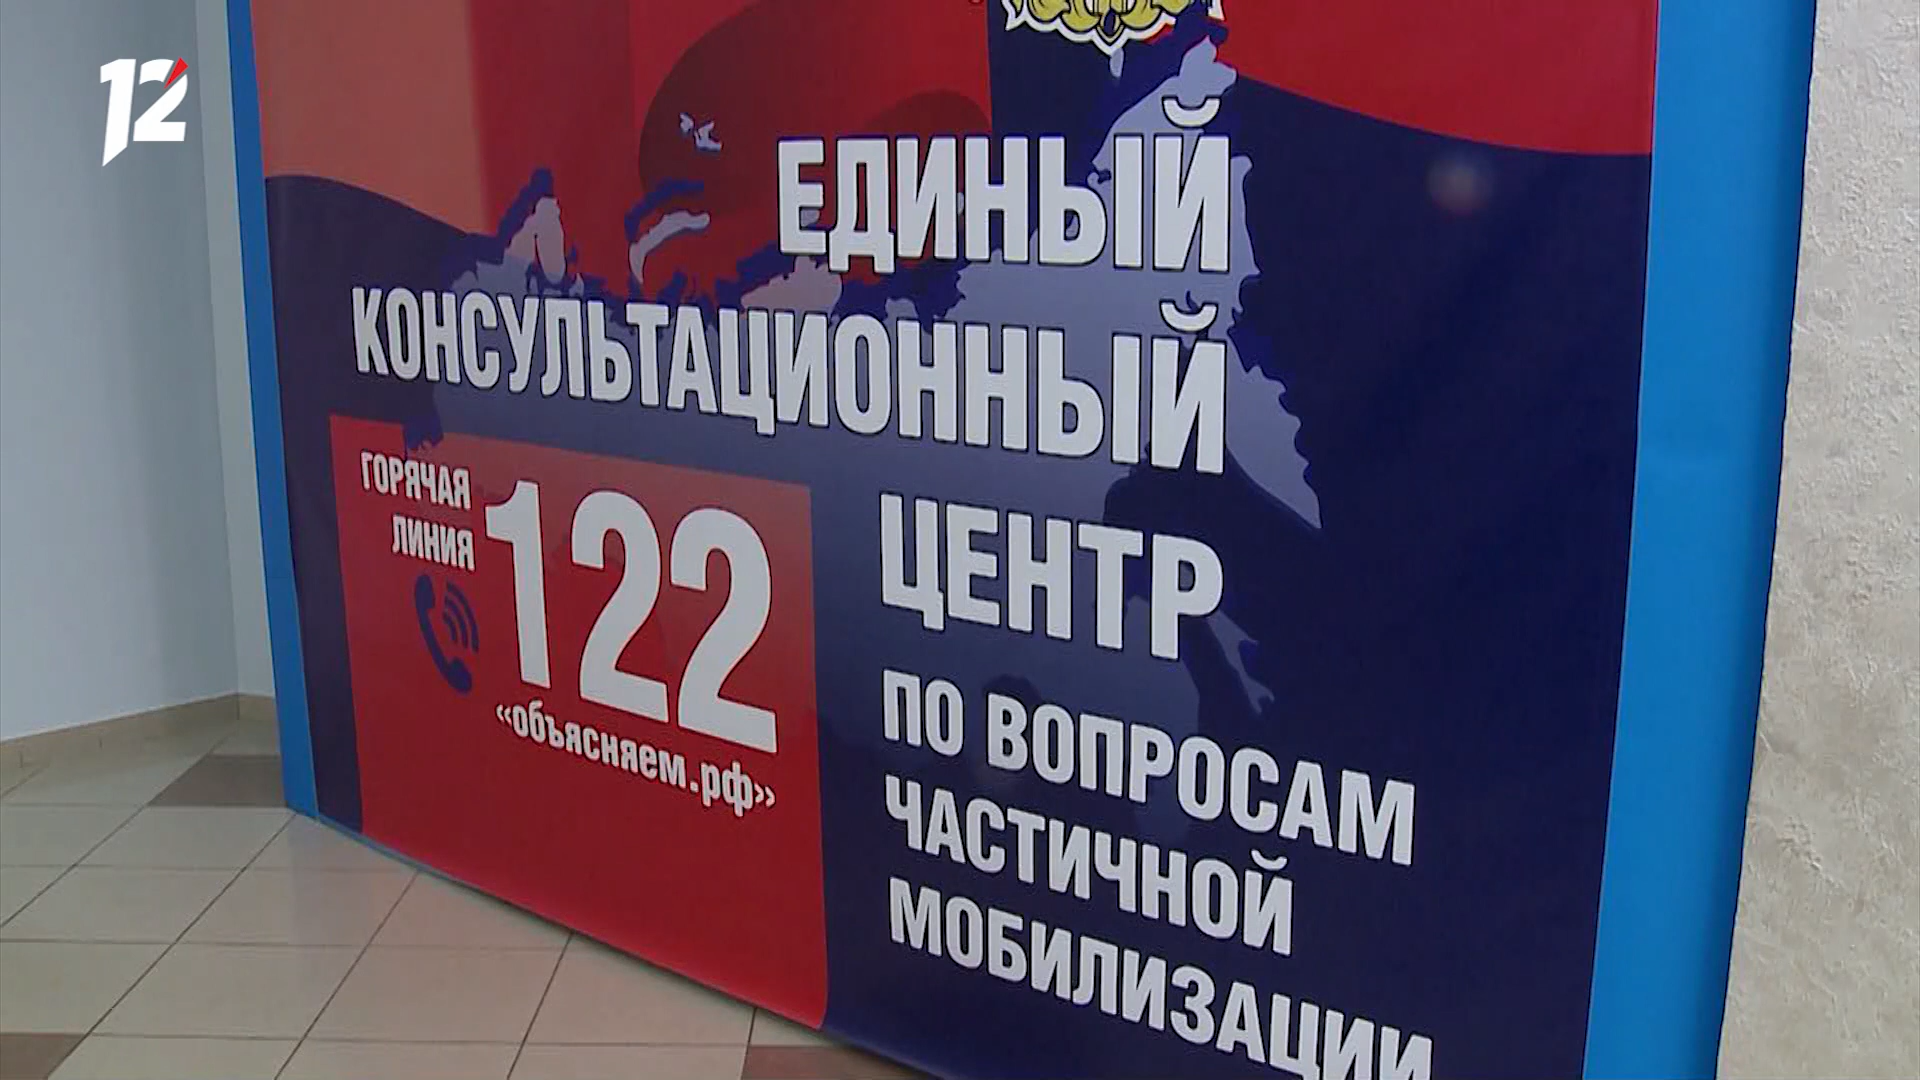 12
ЕДИНЫЙ
КОНСУЛЬТАЦИОННЫЙ
ЦЕНТР
ПО ВОПРОСАМ
ЧАСТИЧНОЙ
МОБИЛИЗАЦИИ
ГОРЯЧАЯ
ЛИНИЯ
122
«объясняем.рф»